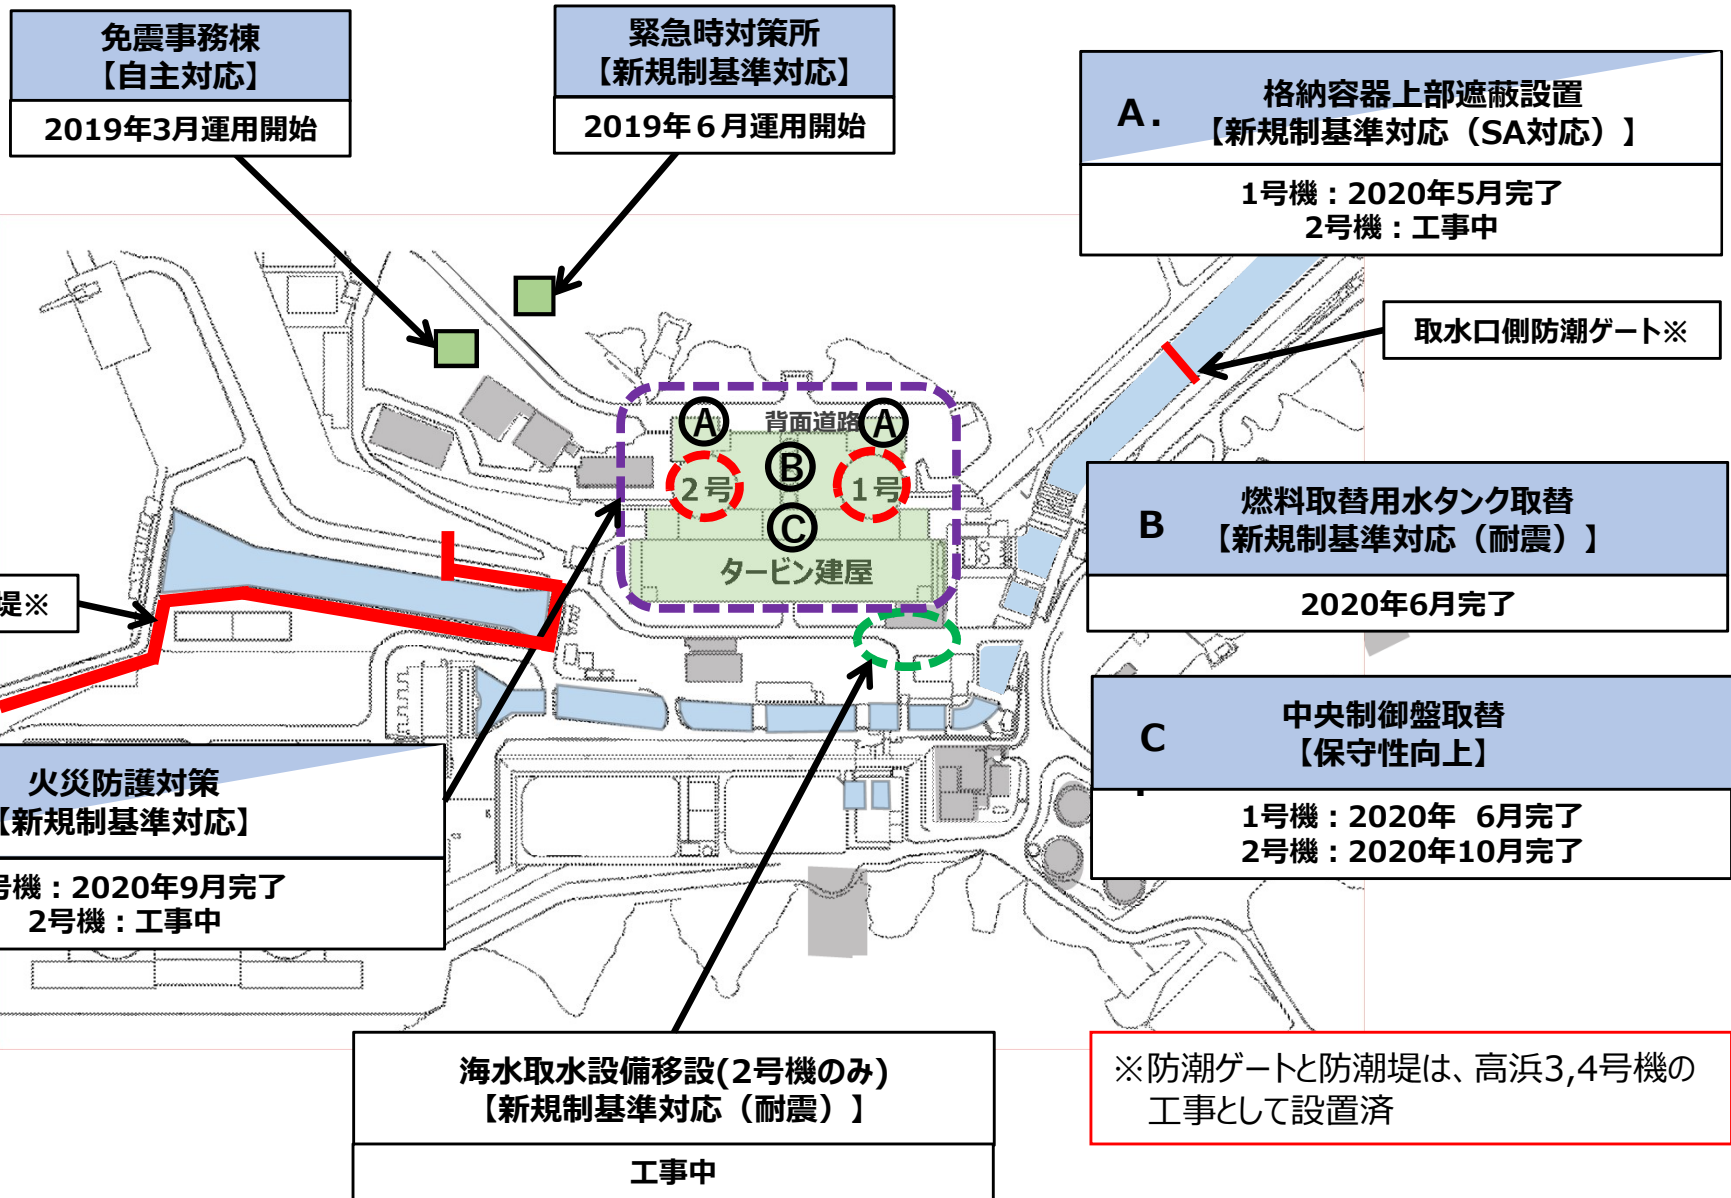 免震事務棟
【自主対応】
2019年3月運用開始
緊急時対策所
【新規制基準対応】
2019年６月運用開始
A.
格納容器上部遮蔽設置
【新規制基準対応（SA対応）】
1号機：2020年5月完了
2号機：工事中
取水口側防潮ゲート※
背面道路
A
A
B
C
2号
1号
タービン建屋
堤※
B
燃料取替用水タンク取替
【新規制基準対応（耐震）】
2020年6月完了
C
中央制御盤取替
【保守性向上】
1号機：2020年 6月完了
2号機：2020年10月完了
火災防護対策
【新規制基準対応】
号機：2020年9月完了
2号機：工事中
海水取水設備移設(2号機のみ)
【新規制基準対応（耐震）】
工事中
※防潮ゲートと防潮堤は、高浜3,4号機の
工事として設置済